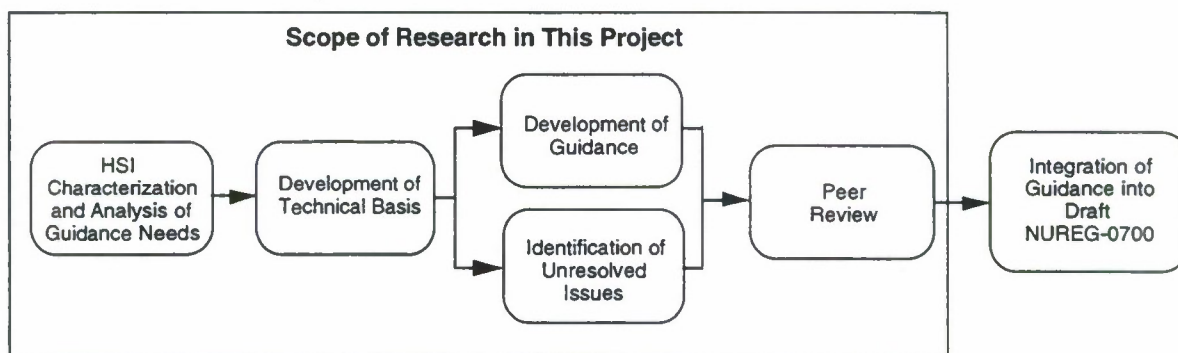 Scope of Research in This Project
HSI
Characterization
and Analysis of
Guidance Needs
Development of
Technical Basis
Development of
Guidance
Identification of
Unresolved
Issues
Peer
Review
Integration of
Guidance into
Draft
NUREG-0700